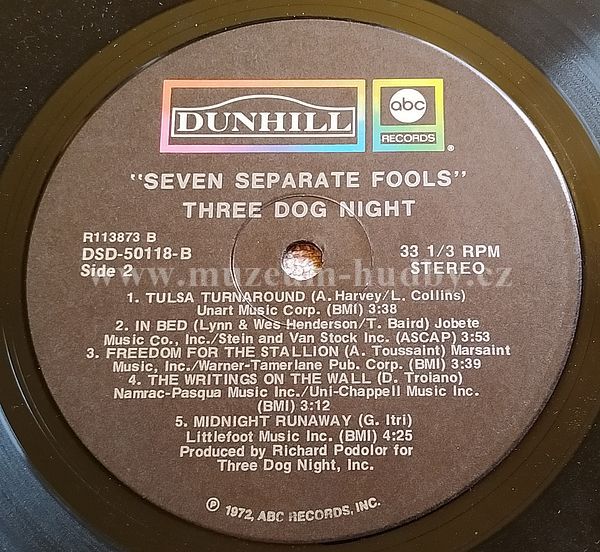 DUNHILL
abc
RECORDS
®
"SEVEN SEPARATE FOOLS"
THREE DOG NIGHT
R113873 B
DSD-50118-B
Side 2
33 1/3 RPM
STEREO
www.muzeum-hudby.cz
1. TULSA TURNAROUND (A. Harvey/L. Collins)
Unart Music Corp. (BMI) 3:38
2. IN BED (Lynn & Wes Henderson/T. Baird) Jobete
Music Co., Inc./Stein and Van Stock Inc. (ASCAP) 3:53
3. FREEDOM FOR THE STALLION (A. Toussaint) Marsaint
Music, Inc./Warner-Tamerlane Pub. Corp. (BMI) 3:39
4. THE WRITINGS ON THE WALL (D. Troiano)
Namrac-Pasqua Music Inc./Uni-Chappell Music Inc.
(BMI) 3:12
5. MIDNIGHT RUNAWAY (G. Itri)
Littlefoot Music Inc. (BMI) 4:25
Produced by Richard Podolor for
Three Dog Night, Inc.
℗ 1972, ABC RECORDS, INC.